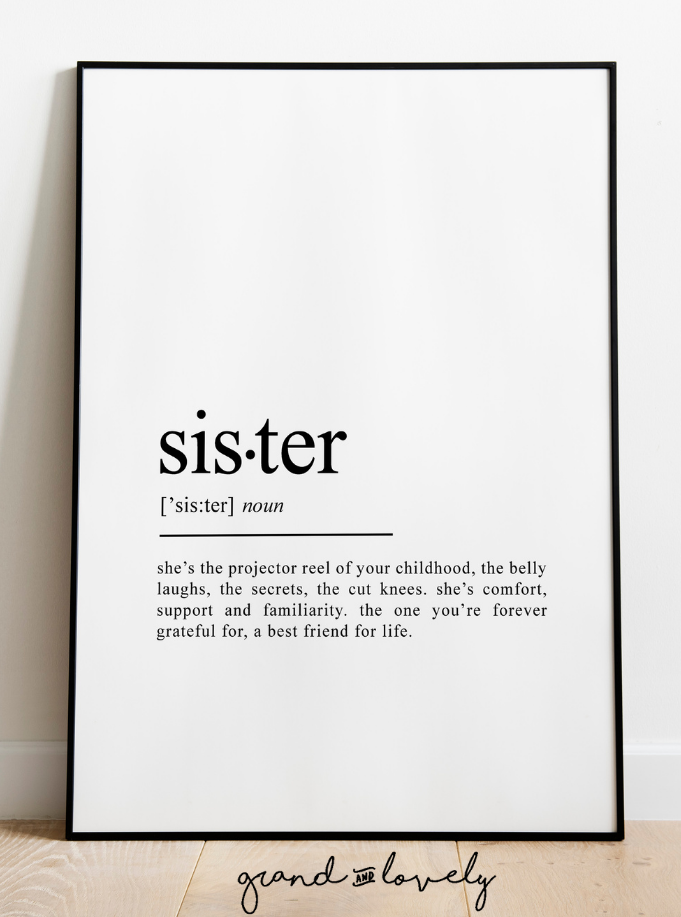 sis·ter
['sis:ter] noun
she's the projector reel of your childhood, the belly
laughs, the secrets, the cut knees. she's comfort,
support and familiarity. the one you're forever
grateful for, a best friend for life.
grand AND lovely